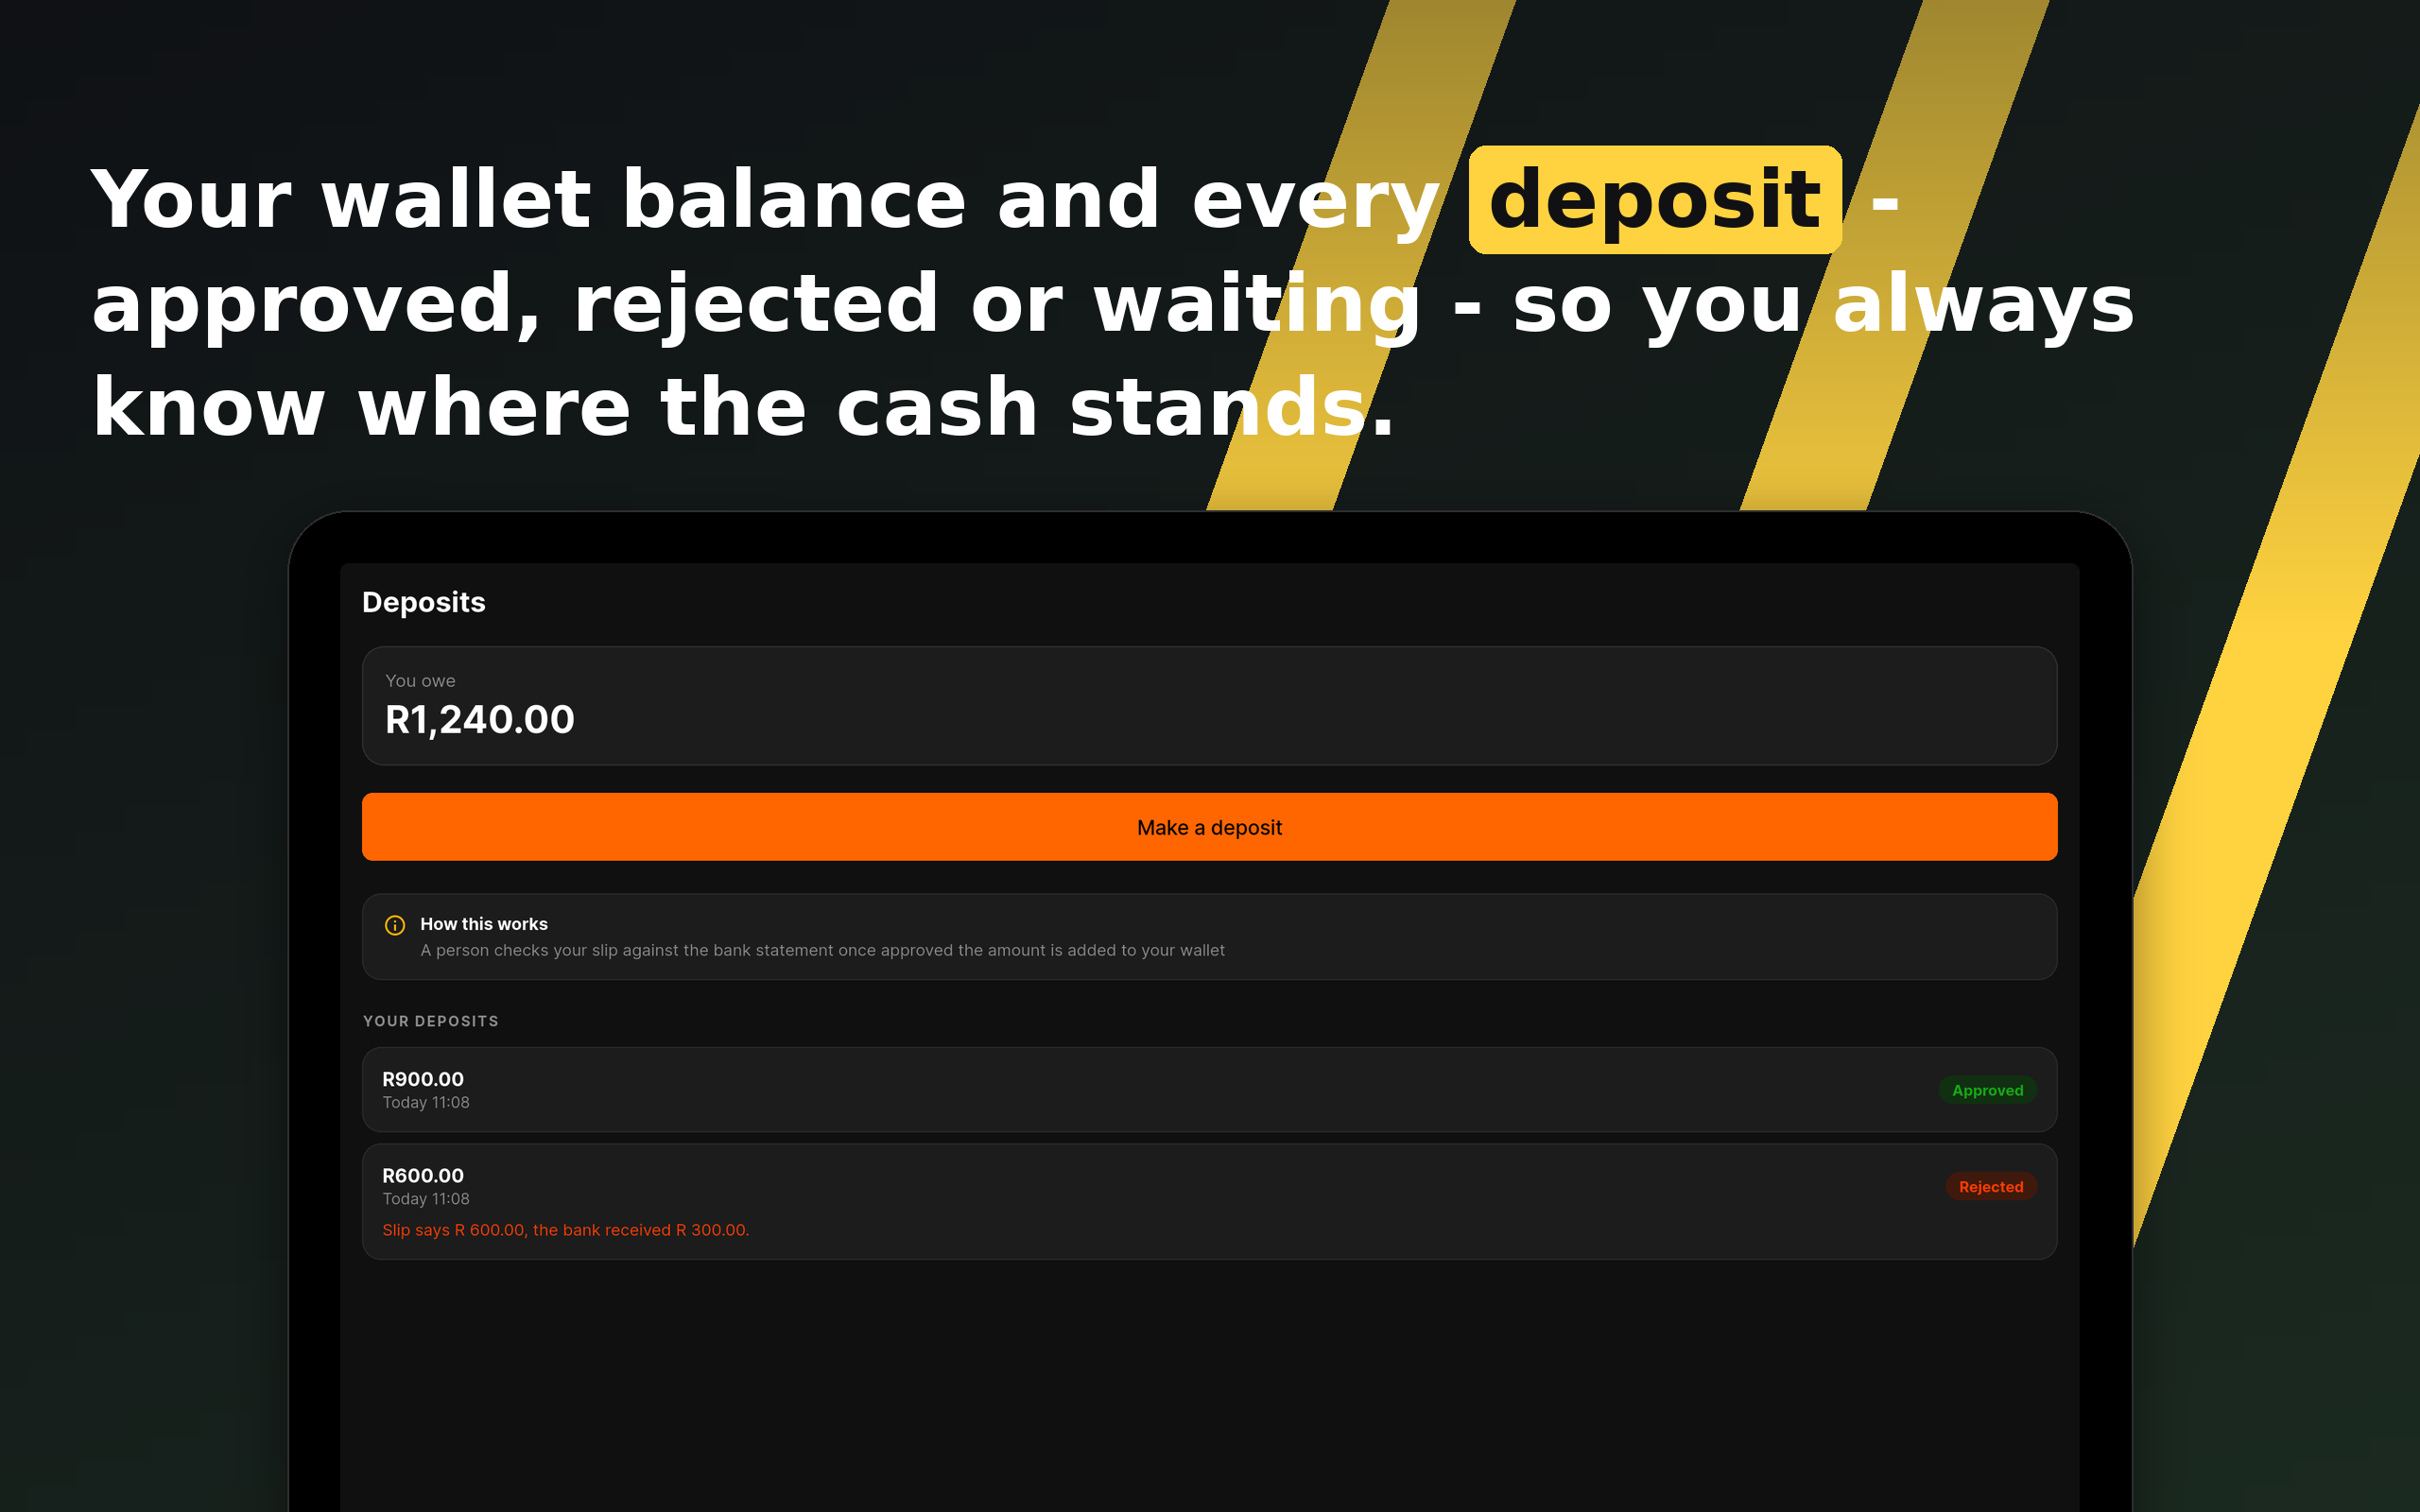 Your wallet balance and every deposit -
approved, rejected or waiting - so you always
know where the cash stands.
Deposits
You owe
R1,240.00
Make a deposit
How this works
A person checks your slip against the bank statement once approved the amount is added to your wallet
YOUR DEPOSITS
R900.00
Today 11:08
Approved
R600.00
Today 11:08
Rejected
Slip says R 600.00, the bank received R 300.00.